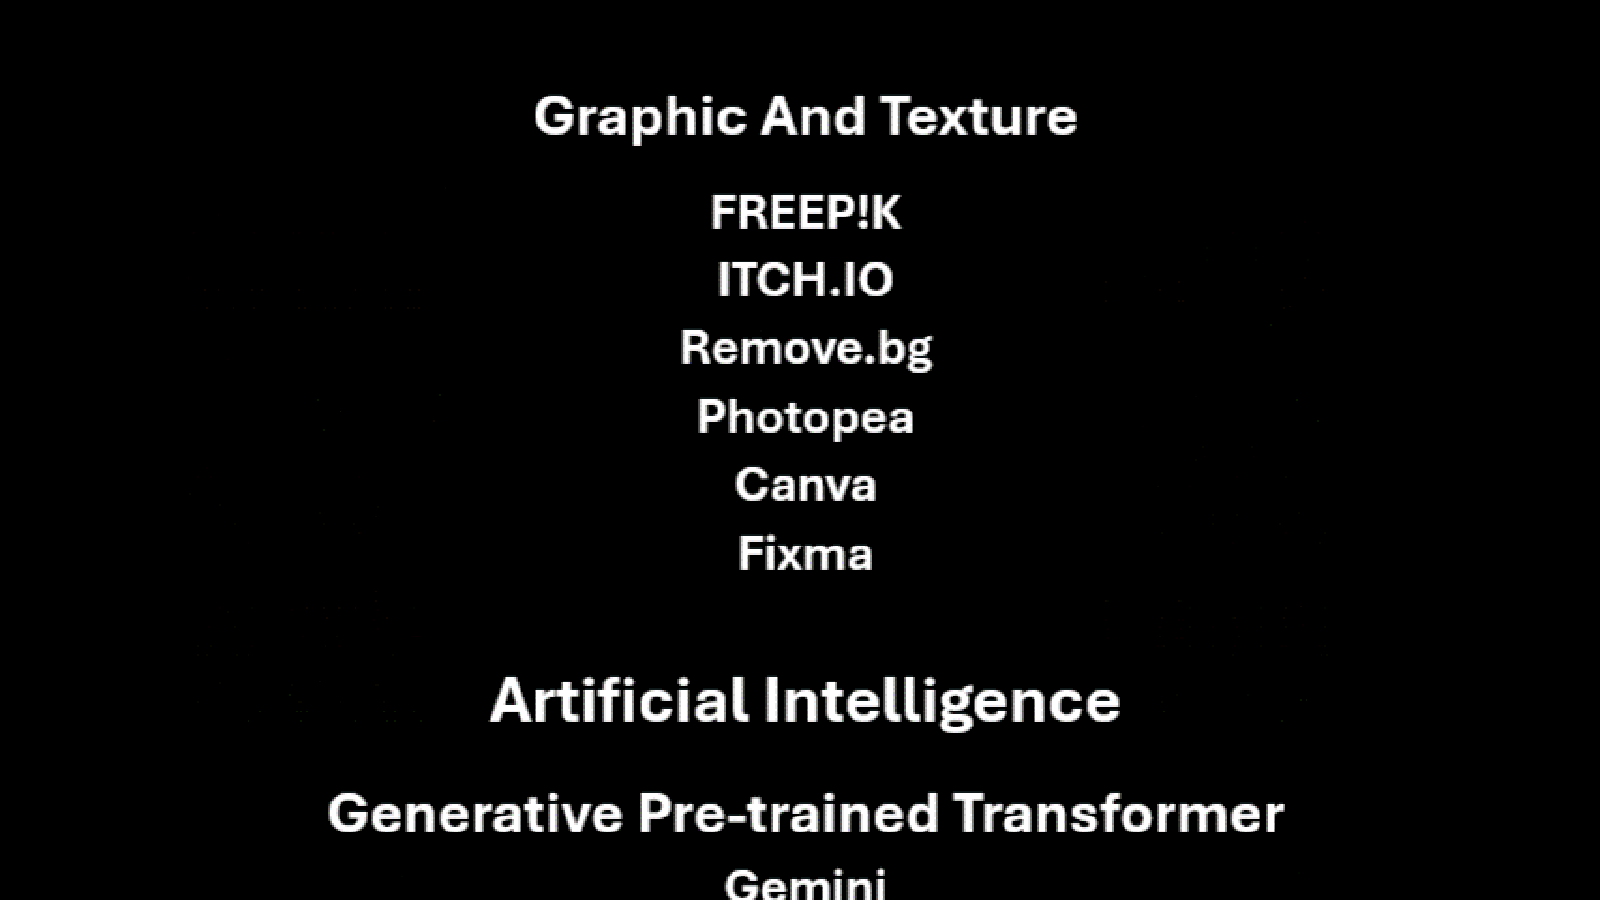 Graphic And Texture
FREEP!K
ITCH.IO
Remove.bg
Photopea
Canva
Fixma
Artificial Intelligence
Generative Pre-trained Transformer
Gemini